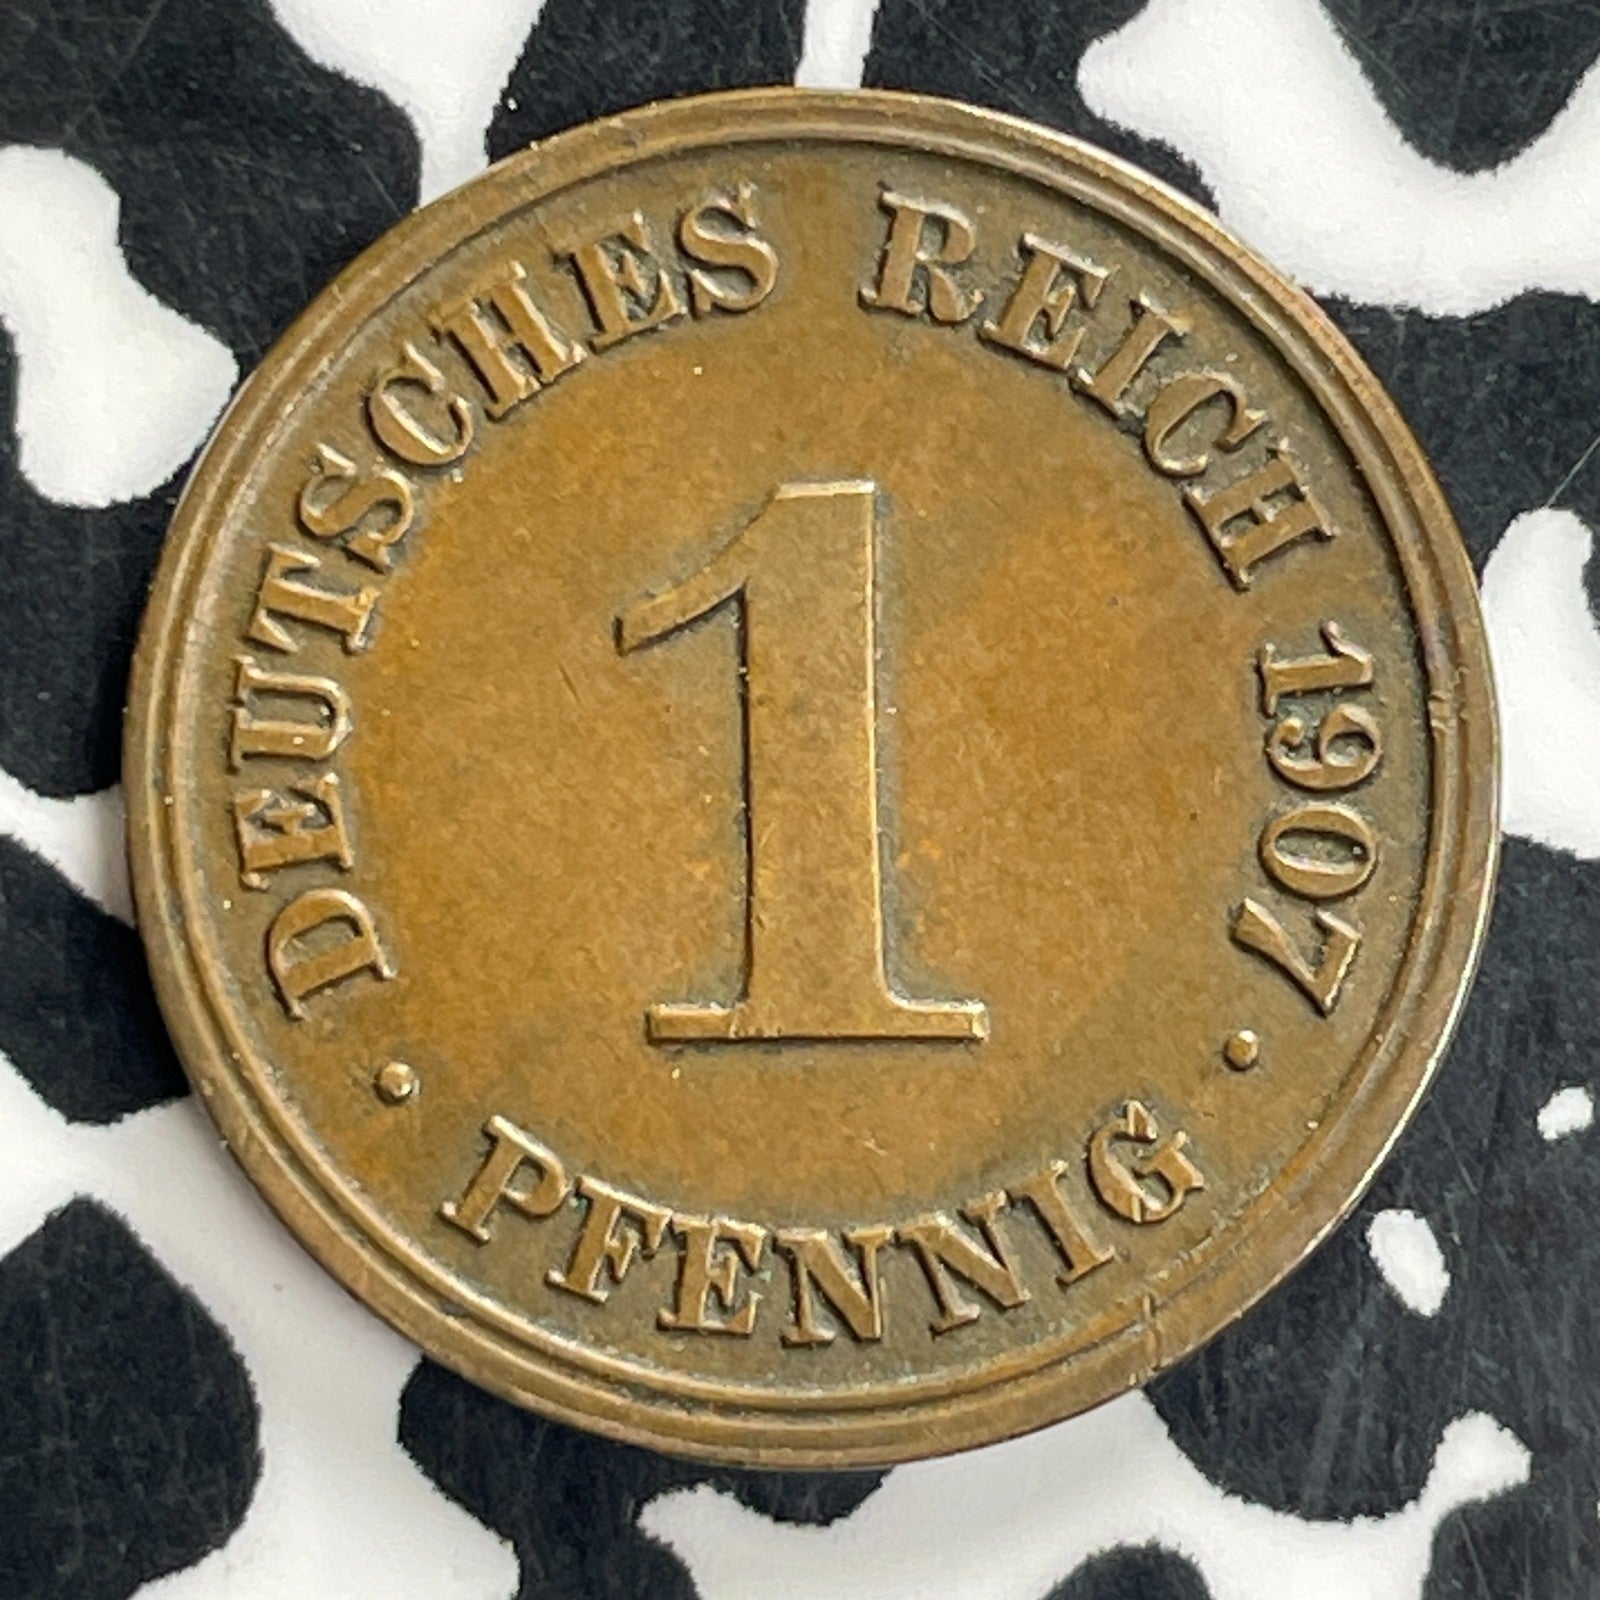 DEUTSCHES REICH 1907
1
· PFENNIG ·